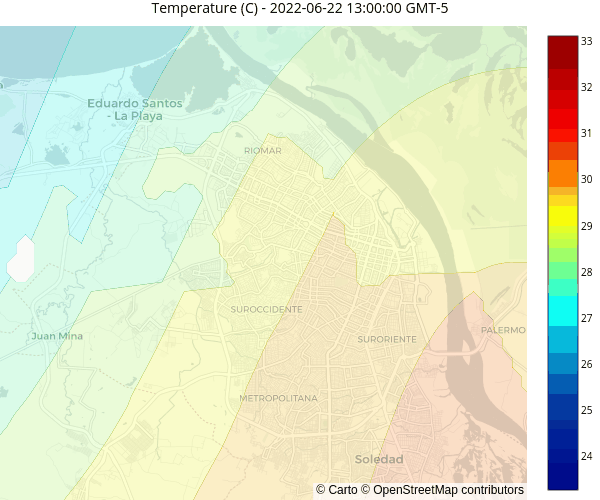 Temperature (C) - 2022-06-22 13:00:00 GMT-5
33
Eduardo Santos
- La Playa
32
31
RIOMAR
30
29
28
SUROCCIDENTE
27
Juan Mina
SURORIENTE
PALERMO
26
METROPOLITANA
25
Soledad
24
© Carto © OpenStreetMap contributors